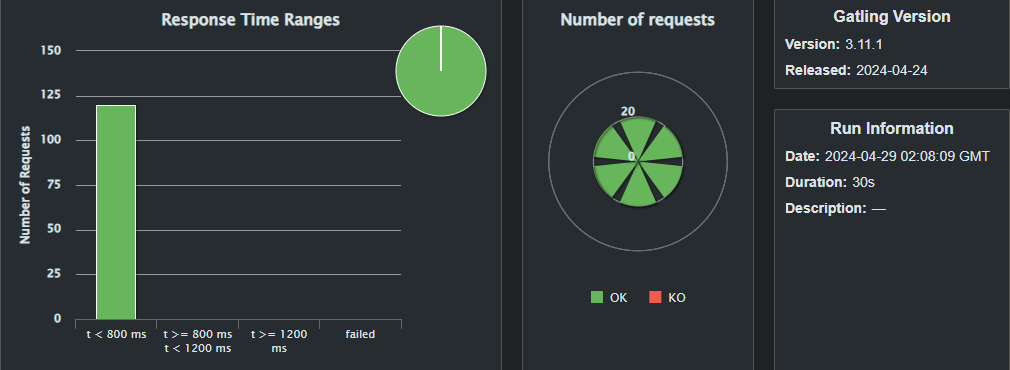 Response Time Ranges
Number of Requests
150
125
100
75
50
25
0
t < 800 ms
t >= 800 ms
t < 1200 ms
t >= 1200
ms
failed
Number of requests
20
0
OK
KO
Gatling Version
Version: 3.11.1
Released: 2024-04-24
Run Information
Date: 2024-04-29 02:08:09 GMT
Duration: 30s
Description: —